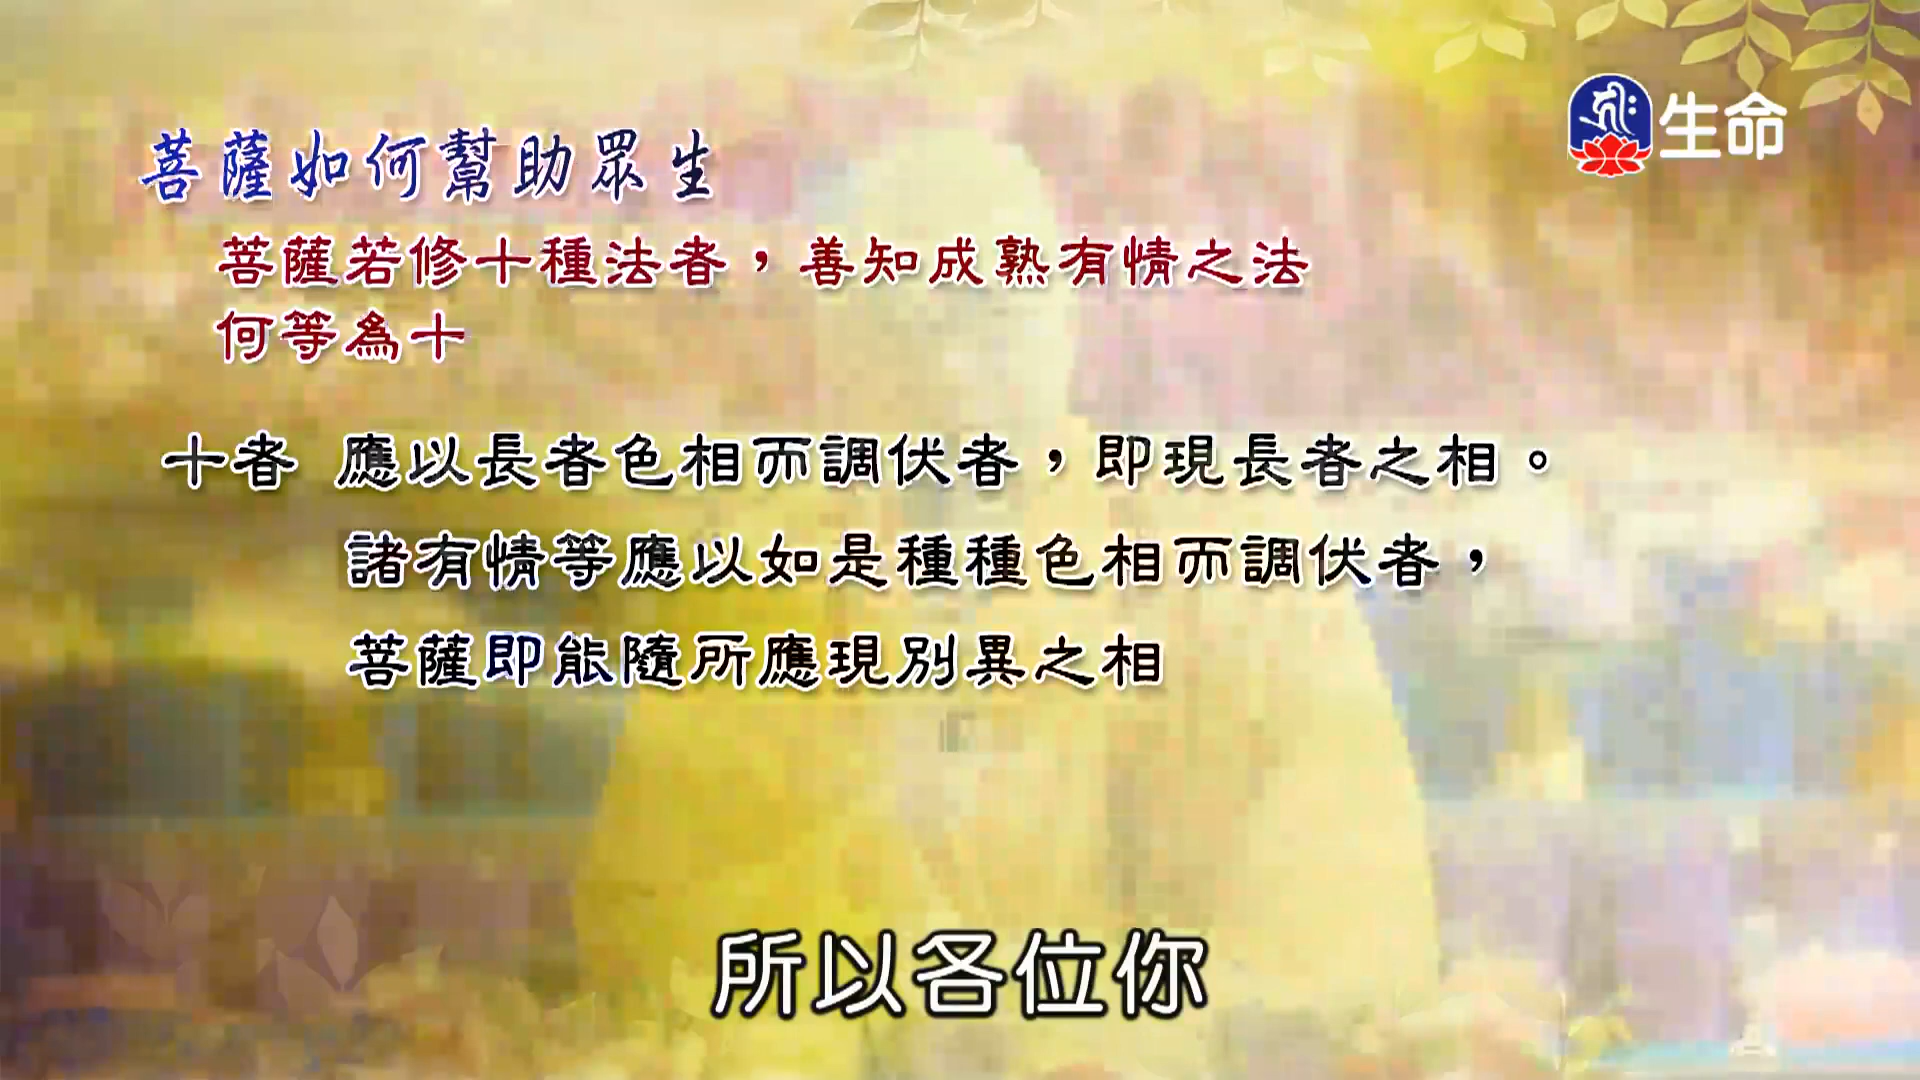 生命
菩薩如何幫助眾生
菩薩若修十種法者，善知成熟有情之法
何等為十
十者 應以長者色相而調伏者，即現長者之相。
諸有情等應以如是種種色相而調伏者，
菩薩即能隨所應現別異之相
所以各位你